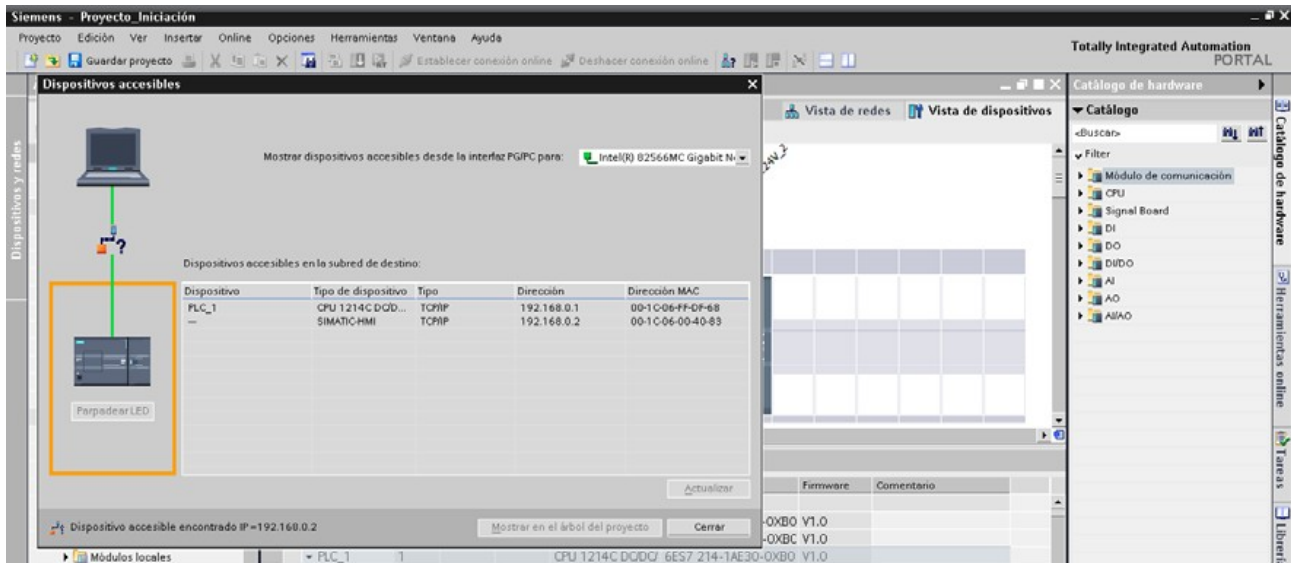 Siemens - Proyecto_Iniciación
Proyecto Edición Ver Insertar Online Opciones Herramientas Ventana Ayuda
Totally Integrated Automation
PORTAL
Guardar proyecto Establecer conexión online Deshacer conexión online
Dispositivos accesibles
Mostrar dispositivos accesibles desde la interfaz PG/PC para: Intel(R) 82566MC Gigabit N
?
Dispositivos accesibles en la subred de destino:
Dispositivo Tipo de dispositivo Tipo Dirección Dirección MAC
PLC_1 CPU 1214C DC/D... TCP/IP 192.168.0.1 00-1C-06-FF-DF-68
— SIMATIC-HMI TCP/IP 192.168.0.2 00-1C-06-00-40-83
Parpadear LED
Actualizar
Dispositivo accesible encontrado IP=192.168.0.2
Mostrar en el árbol del proyecto Cerrar
Dispositivos y redes
Vista de redes Vista de dispositivos
24V_2
Firmware Comentario
-0XB0 V1.0
-0XB0 V1.0
Módulos locales PLC_1 1 CPU 1214C DC/DC/ 6ES7 214-1AE30-0XB0 V1.0
Catálogo de hardware
Catálogo
<Buscar>
Filter
Módulo de comunicación
CPU
Signal Board
DI
DO
DI/DO
AI
AO
AI/AO
Catálogo de hardware
Herramientas online
Tareas
Librerí